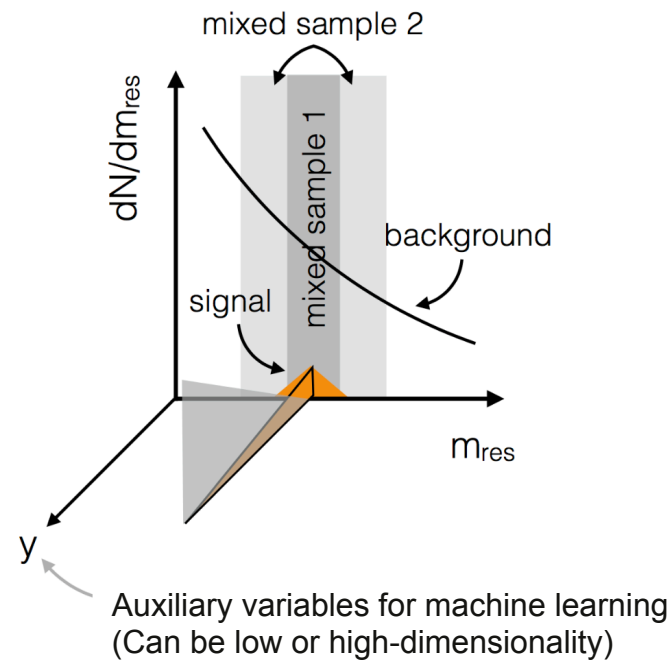 mixed sample 2
dN/dmres
mixed sample 1
background
signal
mres
y
Auxiliary variables for machine learning
(Can be low or high-dimensionality)